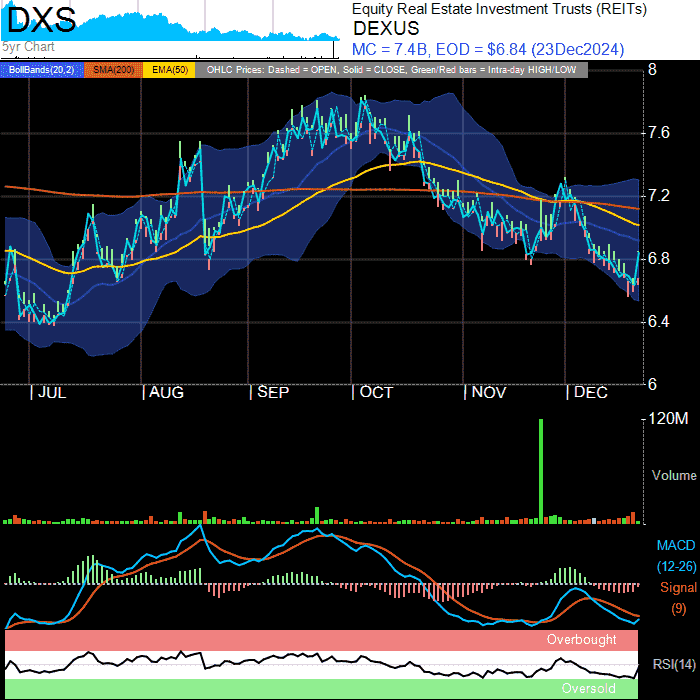 DXS
5yr Chart
Equity Real Estate Investment Trusts (REITs)
DEXUS
MC = 7.4B, EOD = $6.84 (23Dec2024)
BollBands(20,2) SMA(200) EMA(50) OHLC Prices: Dashed = OPEN, Solid = CLOSE, Green/Red bars = Intra-day HIGH/LOW
8
7.6
7.2
6.8
6.4
6
| JUL | AUG | SEP | OCT | NOV | DEC
120M
Volume
MACD
(12-26)
Signal
(9)
Overbought
RSI(14)
Oversold